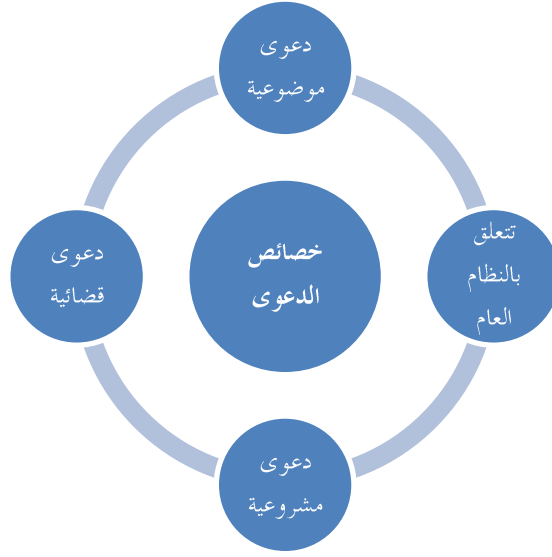 دعوى
موضوعية
تتعلق
بالنظام
العام
خصائص
الدعوى
دعوى
قضائية
دعوى
مشروعية